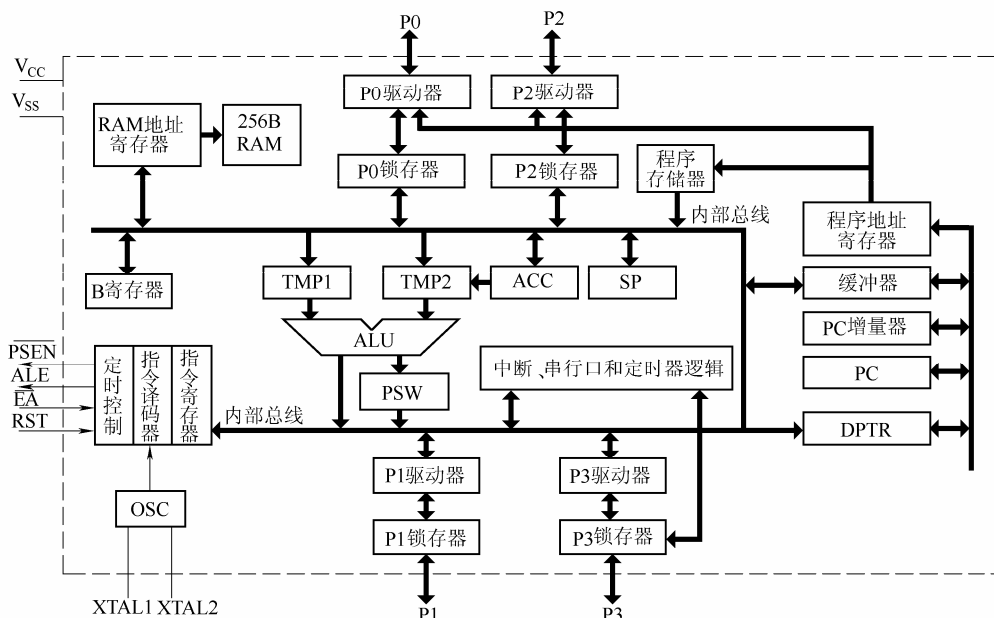 P0
P2
V_CC
V_SS
P0驱动器
P2驱动器
RAM地址
寄存器
256B
RAM
P0锁存器
P2锁存器
程序
存储器
内部总线
程序地址
寄存器
B寄存器
TMP1
TMP2
ACC
SP
缓冲器
ALU
PC增量器
PSEN
ALE
EA
RST
定时控制
指令译码器
指令寄存器
PSW
中断、串行口和定时器逻辑
PC
内部总线
DPTR
P1驱动器
P3驱动器
OSC
P1锁存器
P3锁存器
XTAL1
XTAL2
P1
P3